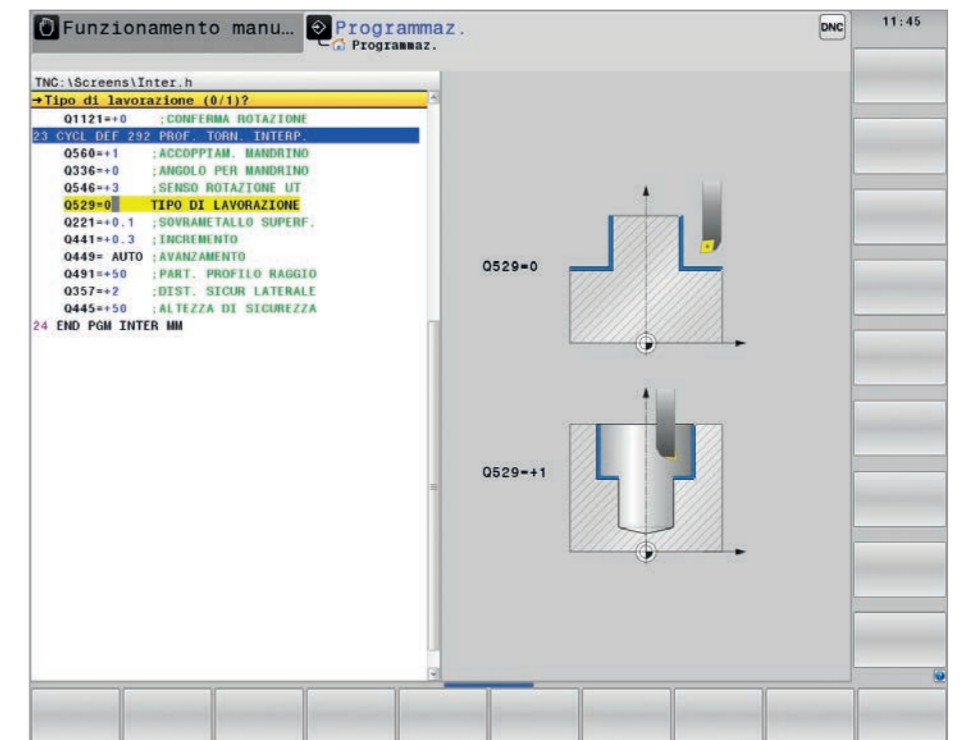 Funzionamento manu…
Programmaz.
Programmaz.
DNC
11:45
TNC:\Screens\Inter.h
→Tipo di lavorazione (0/1)?
Q1121=+0 ;CONFERMA ROTAZIONE
23 CYCL DEF 292 PROF. TORN. INTERP.
Q560=+1 ;ACCOPPIAM. MANDRINO
Q336=+0 ;ANGOLO PER MANDRINO
Q546=+3 ;SENSO ROTAZIONE UT
Q529=0 TIPO DI LAVORAZIONE
Q221=+0.1 ;SOVRAMETALLO SUPERF.
Q441=+0.3 ;INCREMENTO
Q449= AUTO ;AVANZAMENTO
Q491=+50 ;PART. PROFILO RAGGIO
Q357=+2 ;DIST. SICUR LATERALE
Q445=+50 ;ALTEZZA DI SICUREZZA
24 END PGM INTER MM
Q529=0
Q529=+1